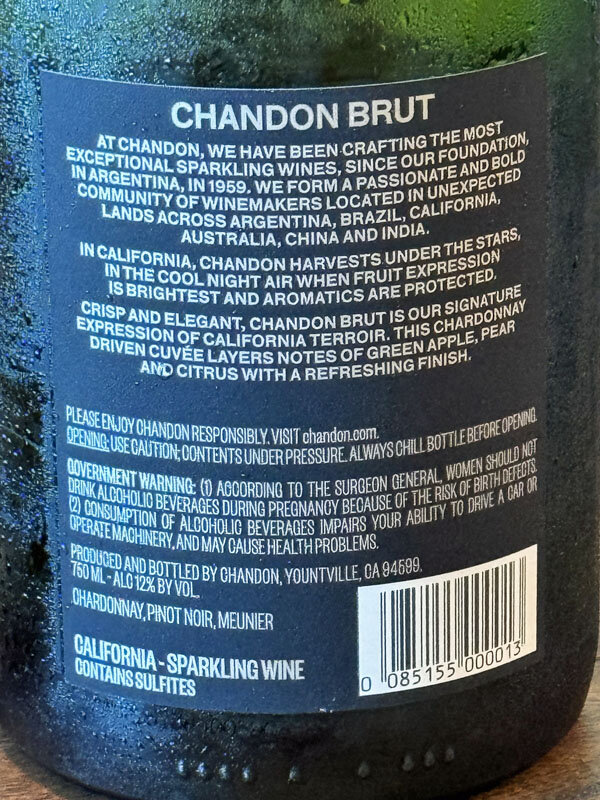 CHANDON BRUT
AT CHANDON, WE HAVE BEEN CRAFTING THE MOST
EXCEPTIONAL SPARKLING WINES, SINCE OUR FOUNDATION,
IN ARGENTINA, IN 1959. WE FORM A PASSIONATE AND BOLD
COMMUNITY OF WINEMAKERS LOCATED IN UNEXPECTED
LANDS ACROSS ARGENTINA, BRAZIL, CALIFORNIA,
AUSTRALIA, CHINA AND INDIA.
IN CALIFORNIA, CHANDON HARVESTS UNDER THE STARS,
IN THE COOL NIGHT AIR WHEN FRUIT EXPRESSION
IS BRIGHTEST AND AROMATICS ARE PROTECTED.
CRISP AND ELEGANT, CHANDON BRUT IS OUR SIGNATURE
EXPRESSION OF CALIFORNIA TERROIR. THIS CHARDONNAY
DRIVEN CUVÉE LAYERS NOTES OF GREEN APPLE, PEAR
AND CITRUS WITH A REFRESHING FINISH.
PLEASE ENJOY CHANDON RESPONSIBLY, VISIT chandon.com.
OPENING: USE CAUTION; CONTENTS UNDER PRESSURE. ALWAYS CHILL BOTTLE BEFORE OPENING.
GOVERNMENT WARNING: (1) ACCORDING TO THE SURGEON GENERAL, WOMEN SHOULD NOT
DRINK ALCOHOLIC BEVERAGES DURING PREGNANCY BECAUSE OF THE RISK OF BIRTH DEFECTS.
(2) CONSUMPTION OF ALCOHOLIC BEVERAGES IMPAIRS YOUR ABILITY TO DRIVE A CAR OR
OPERATE MACHINERY, AND MAY CAUSE HEALTH PROBLEMS.
PRODUCED AND BOTTLED BY CHANDON, YOUNTVILLE, CA 94599.
750 ML - ALC 12% BY VOL.
CHARDONNAY, PINOT NOIR, MEUNIER
CALIFORNIA - SPARKLING WINE
CONTAINS SULFITES
0 085155 000013